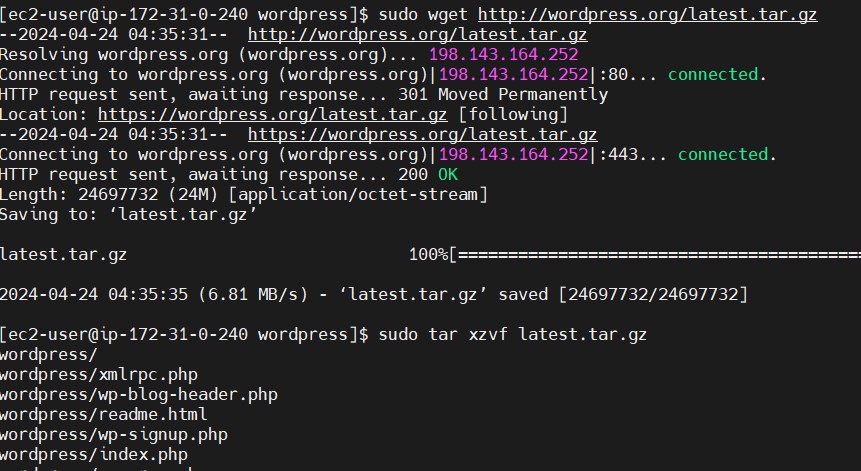 [ec2-user@ip-172-31-0-240 wordpress]$ sudo wget http://wordpress.org/latest.tar.gz
--2024-04-24 04:35:31--  http://wordpress.org/latest.tar.gz
Resolving wordpress.org (wordpress.org)... 198.143.164.252
Connecting to wordpress.org (wordpress.org)|198.143.164.252|:80... connected.
HTTP request sent, awaiting response... 301 Moved Permanently
Location: https://wordpress.org/latest.tar.gz [following]
--2024-04-24 04:35:31--  https://wordpress.org/latest.tar.gz
Connecting to wordpress.org (wordpress.org)|198.143.164.252|:443... connected.
HTTP request sent, awaiting response... 200 OK
Length: 24697732 (24M) [application/octet-stream]
Saving to: ‘latest.tar.gz’
latest.tar.gz                            100%[=========================================
2024-04-24 04:35:35 (6.81 MB/s) - ‘latest.tar.gz’ saved [24697732/24697732]
[ec2-user@ip-172-31-0-240 wordpress]$ sudo tar xzvf latest.tar.gz
wordpress/
wordpress/xmlrpc.php
wordpress/wp-blog-header.php
wordpress/readme.html
wordpress/wp-signup.php
wordpress/index.php